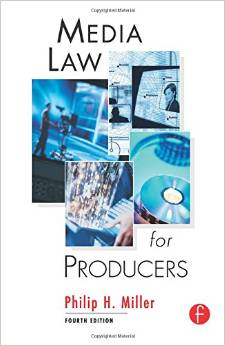 MEDIA
LAW
for
PRODUCERS
Philip H. Miller
FOURTH EDITION
f